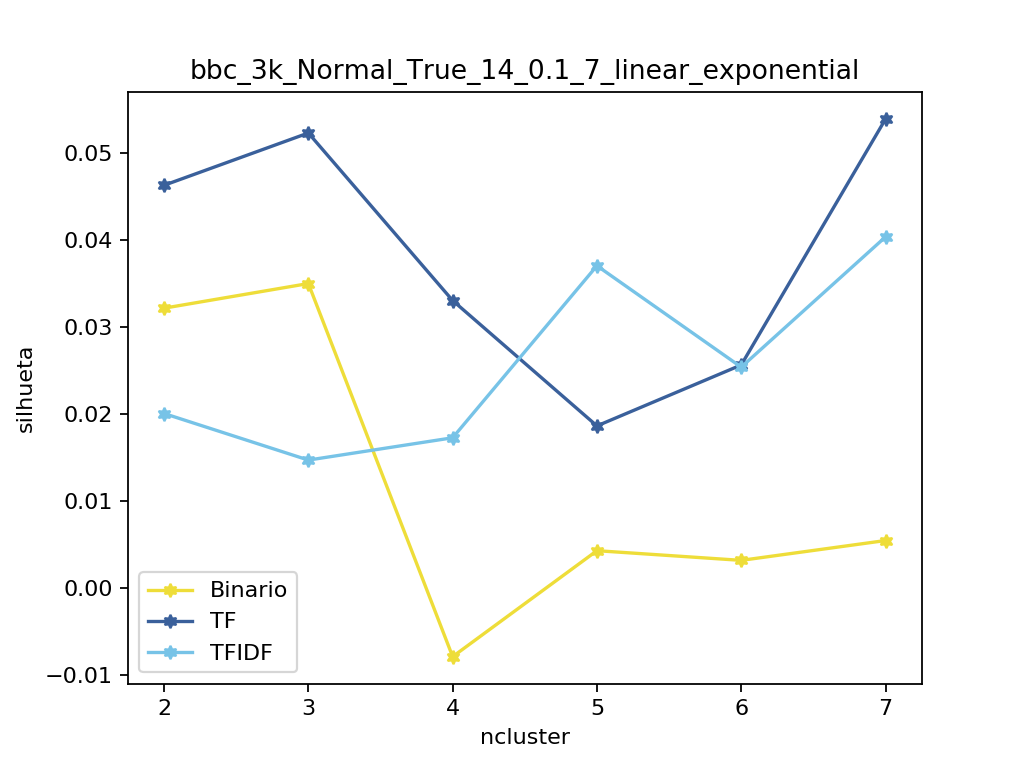 bbc_3k_Normal_True_14_0.1_7_linear_exponential
silhueta
0.05
0.04
0.03
0.02
0.01
0.00
−0.01
Binario
TF
TFIDF
2 3 4 5 6 7
ncluster